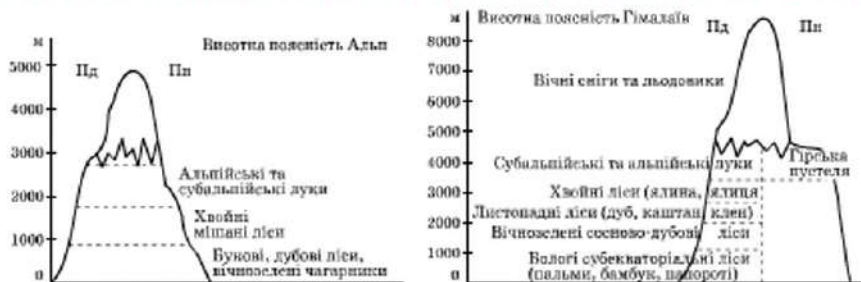 м
Висотна поясність Альп
Пд
Пн
5000
4000
3000
2000
1000
0
Альпійські та
субальпійські луки
Хвойні
мішані ліси
Букові, дубові ліси,
вічнозелені чагарники
м
Висотна поясність Гімалаїв
Пд
Пн
8000
7000
6000
5000
4000
3000
2000
1000
0
Вічні сніги та льодовики
Субальпійські та альпійські луки
Гірська
пустеля
Хвойні ліси (ялина, ялиця
Листопадні ліси (дуб, каштан, клен)
Вічнозелені сосново-дубові ліси
Вологі субекваторіальні ліси
(пальми, бамбук, папороті)